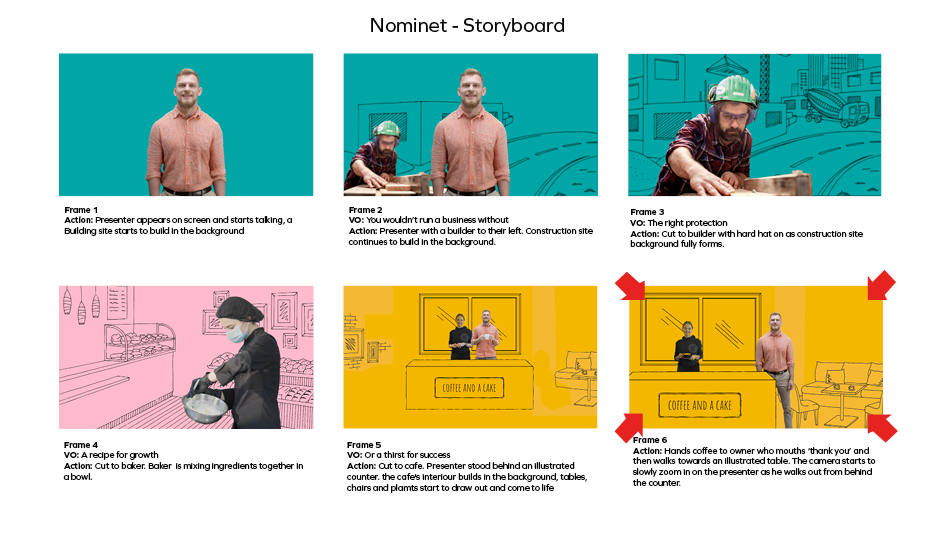 Nominet - Storyboard
Frame 1
Action: Presenter appears on screen and starts talking, a
Building site starts to build in the background
Frame 2
VO: You wouldn't run a business without
Action: Presenter with a builder to their left. Construction site
continues to build in the background.
Frame 3
VO: The right protection
Action: Cut to builder with hard hat on as construction site
background fully forms.
Frame 4
VO: A recipe for growth
Action: Cut to baker. Baker is mixing ingredients together in
a bowl.
COFFEE AND A CAKE
Frame 5
VO: Or a thirst for success
Action: Cut to cafe. Presenter stood behind an illustrated
counter. the cafe's interiour builds in the background, tables,
chairs and plamts start to draw out and come to life
COFFEE AND A CAKE
Frame 6
Action: Hands coffee to owner who mouths 'thank you' and
then walks towards an illustrated table. The camera starts to
slowly zoom in on the presenter as he walks out from behind
the counter.